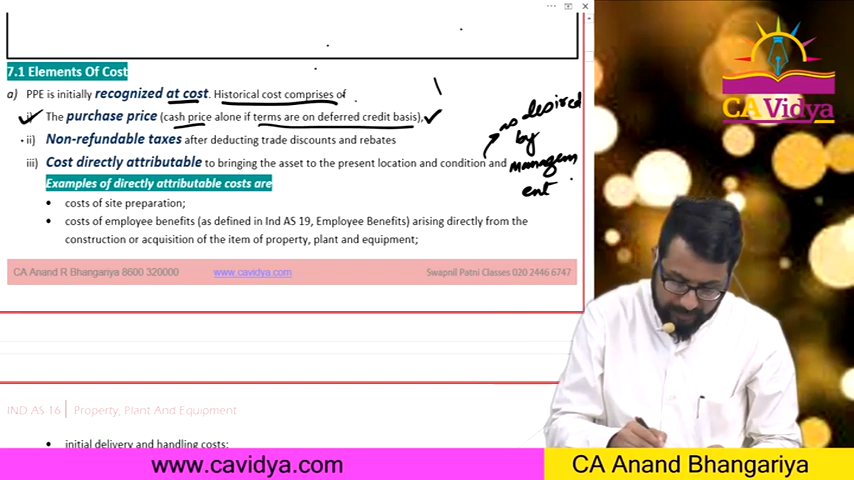 7.1 Elements Of Cost
a) PPE is initially recognized at cost. Historical cost comprises of
i) The purchase price (cash price alone if terms are on deferred credit basis),
ii) Non-refundable taxes after deducting trade discounts and rebates
iii) Cost directly attributable to bringing the asset to the present location and condition and
as desired
by
managem
ent
Examples of directly attributable costs are
• costs of site preparation;
• costs of employee benefits (as defined in Ind AS 19, Employee Benefits) arising directly from the
construction or acquisition of the item of property, plant and equipment;
CA Anand R Bhangariya 8600 320000 www.cavidya.com Swapnil Patni Classes 020 2446 6747
IND AS 16 | Property, Plant And Equipment
• initial delivery and handling costs;
CA Vidya
www.cavidya.com
CA Anand Bhangariya